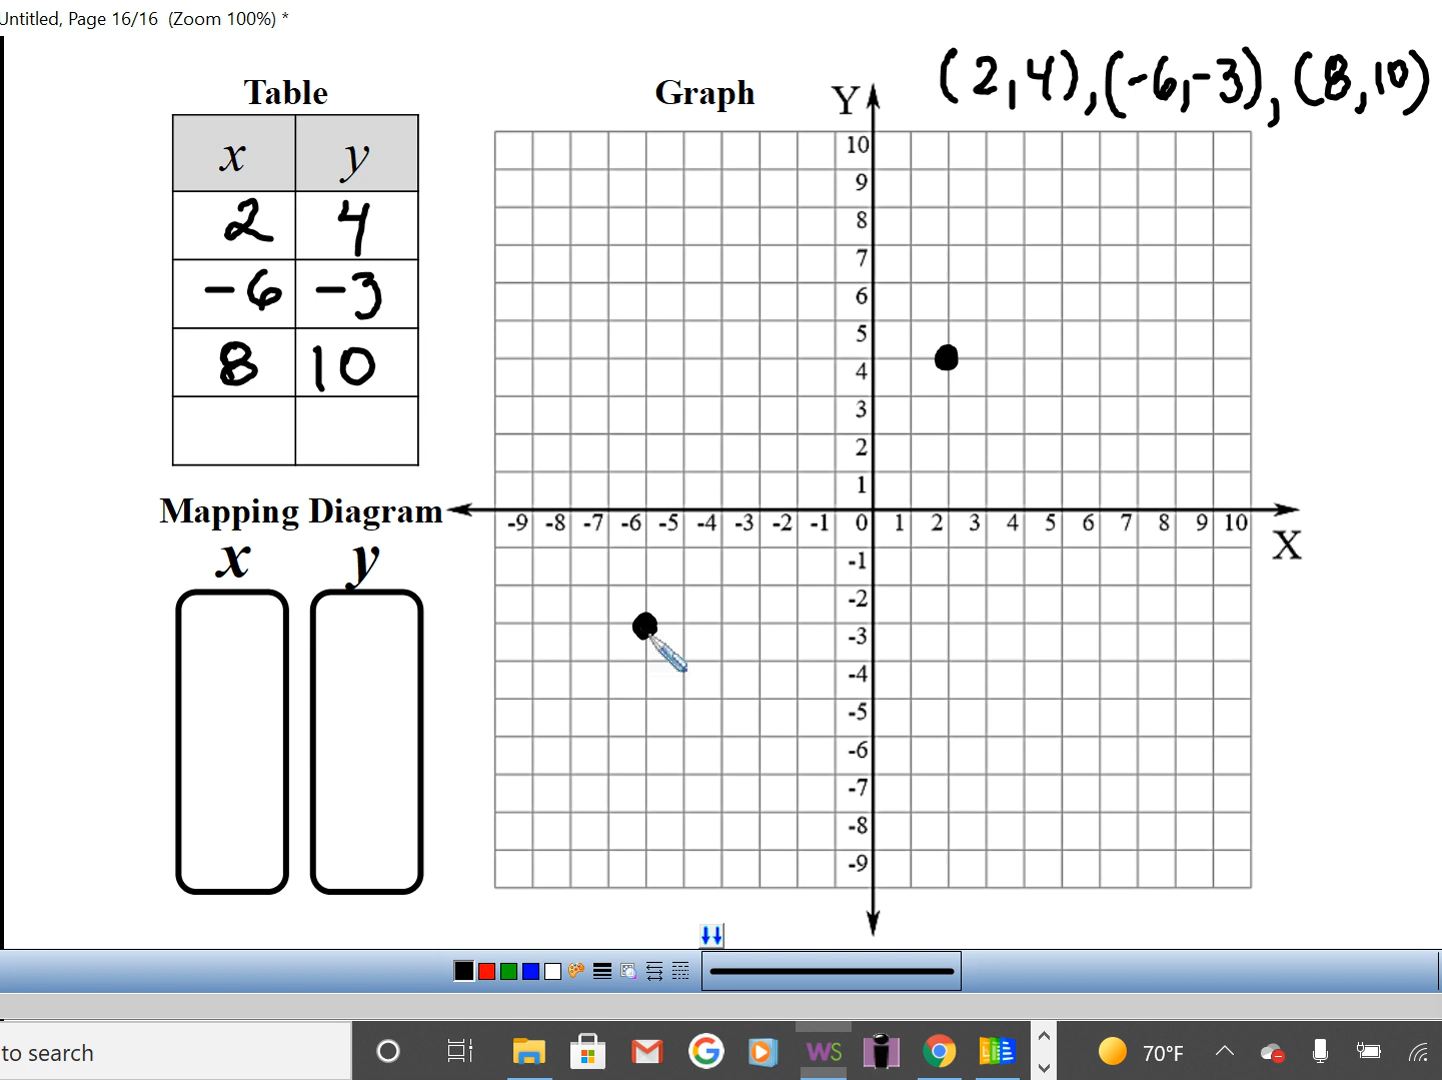 Untitled, Page 16/16 (Zoom 100%) *
(2,4),(-6,-3),(8,10)
Table
Graph
Y
x y
2 4
-6 -3
8 10
10
9
8
7
6
5
4
3
2
1
Mapping Diagram
-9 -8 -7 -6 -5 -4 -3 -2 -1 0 1 2 3 4 5 6 7 8 9 10
X
x y
-1
-2
-3
-4
-5
-6
-7
-8
-9
to search
WS
70°F